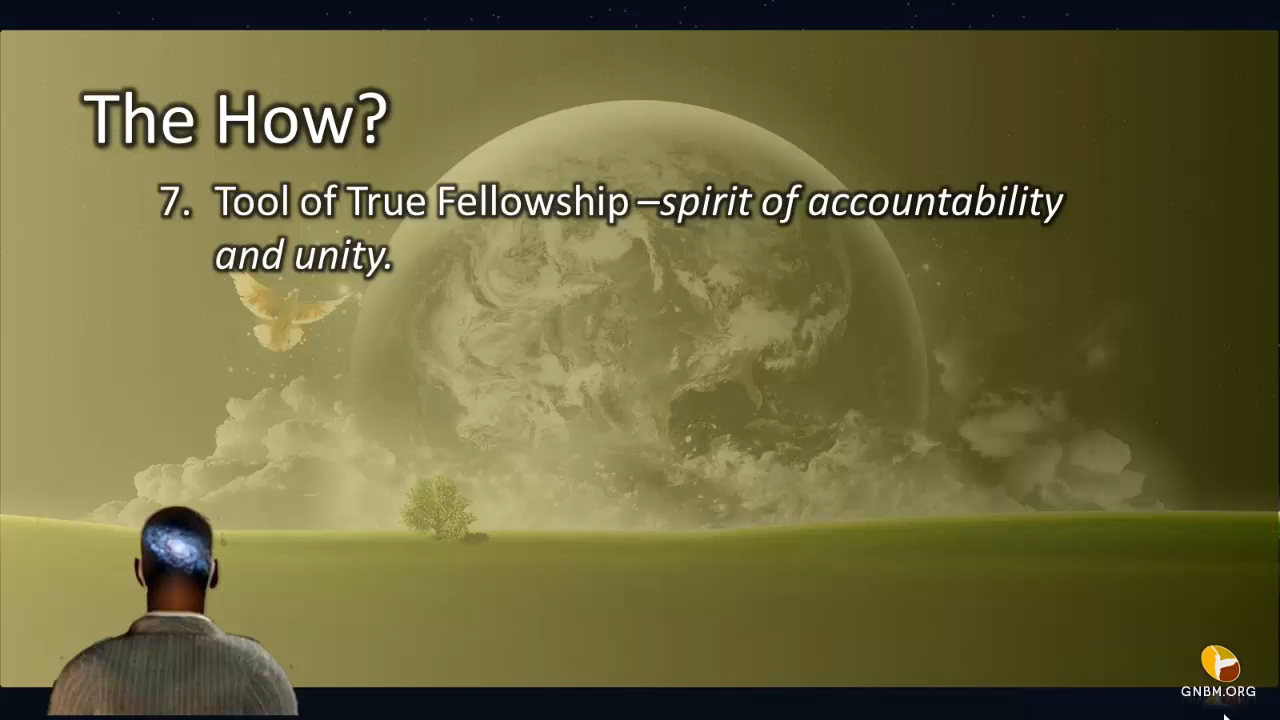 The How?
7. Tool of True Fellowship –spirit of accountability
and unity.
GNBM.ORG